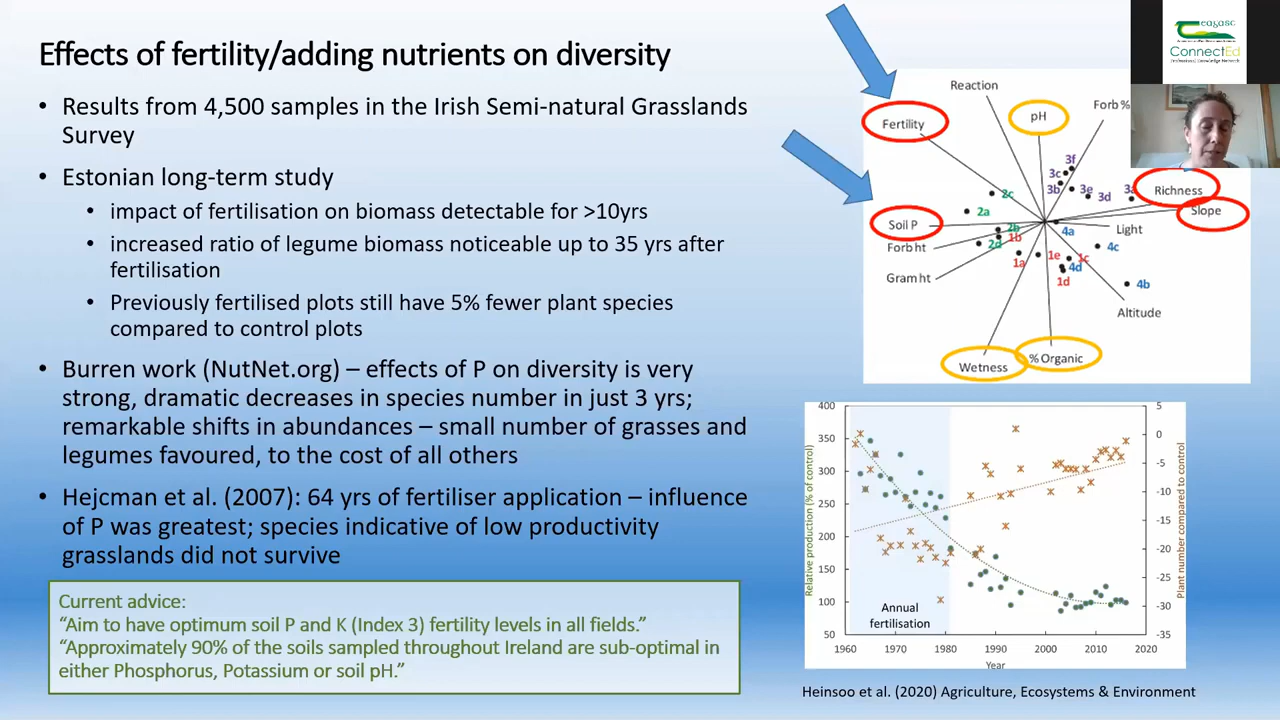 Effects of fertility/adding nutrients on diversity
• Results from 4,500 samples in the Irish Semi-natural Grasslands
Survey
• Estonian long-term study
• impact of fertilisation on biomass detectable for >10yrs
• increased ratio of legume biomass noticeable up to 35 yrs after
fertilisation
• Previously fertilised plots still have 5% fewer plant species
compared to control plots
• Burren work (NutNet.org) – effects of P on diversity is very
strong, dramatic decreases in species number in just 3 yrs;
remarkable shifts in abundances – small number of grasses and
legumes favoured, to the cost of all others
• Hejcman et al. (2007): 64 yrs of fertiliser application – influence
of P was greatest; species indicative of low productivity
grasslands did not survive
Current advice:
“Aim to have optimum soil P and K (Index 3) fertility levels in all fields.”
“Approximately 90% of the soils sampled throughout Ireland are sub-optimal in
either Phosphorus, Potassium or soil pH.”
eagasc
ConnectEd
Reaction
Fertility
pH
Forb %
3f
3c
3b
3e
3d
3a
Richness
Slope
2c
2a
Soil P
2b
1b
4a
Light
Forb ht
2d
4c
Gram ht
1a
1e
1c
4d
1d
4b
Altitude
Wetness
% Organic
Relative production (% of control)
400
350
300
250
200
150
100
50
Annual
fertilisation
1960 1970 1980 1990 2000 2010 2020
Year
5
0
-5
-10
-15
-20
-25
-30
-35
Plant number compared to control
Heinsoo et al. (2020) Agriculture, Ecosystems & Environment